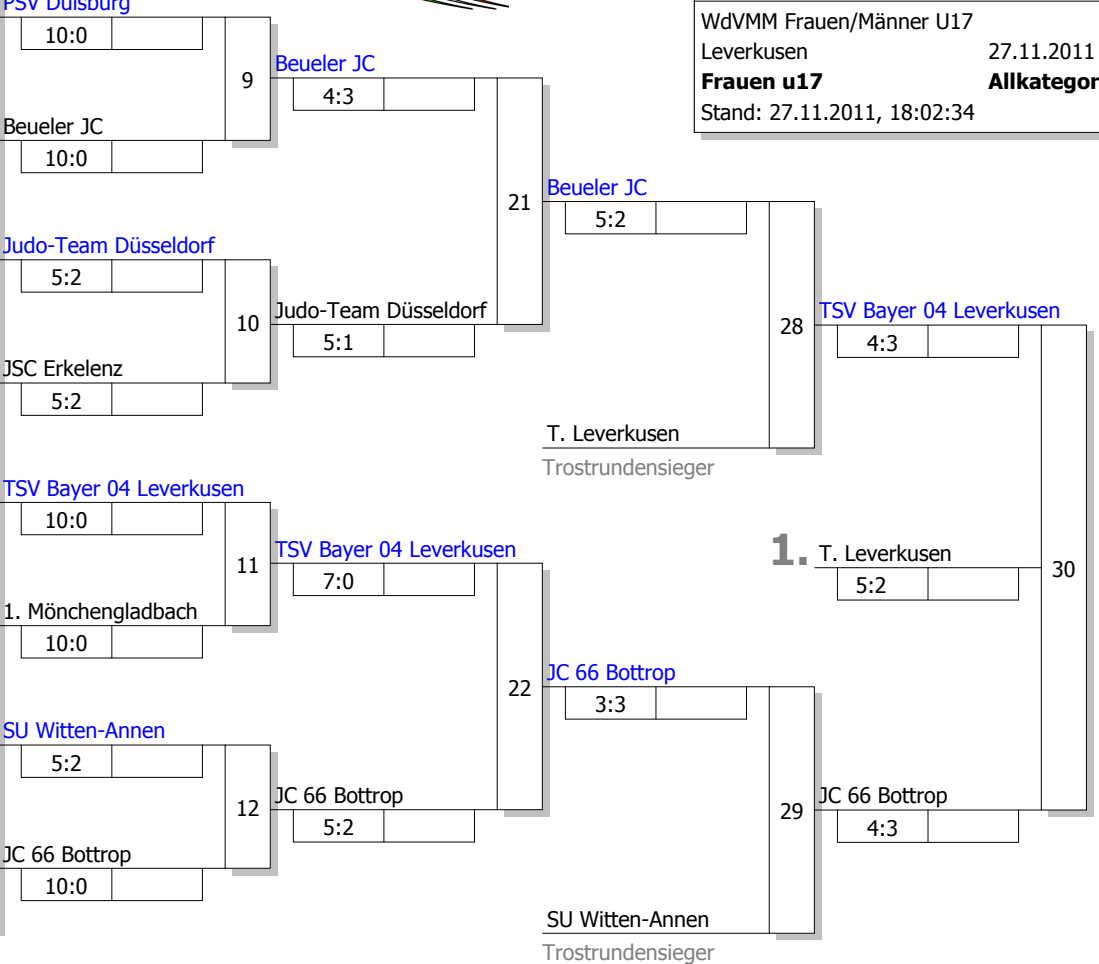 PSV Duisburg
10:0
9
Beueler JC
10:0
Judo-Team Düsseldorf
5:2
10
JSC Erkelenz
5:2
TSV Bayer 04 Leverkusen
10:0
11
1. Mönchengladbach
10:0
SU Witten-Annen
5:2
12
JC 66 Bottrop
10:0
Beueler JC
4:3
21
Judo-Team Düsseldorf
5:1
TSV Bayer 04 Leverkusen
7:0
22
JC 66 Bottrop
5:2
Beueler JC
5:2
28
T. Leverkusen
Trostrundensieger
JC 66 Bottrop
3:3
29
SU Witten-Annen
Trostrundensieger
TSV Bayer 04 Leverkusen
4:3
30
1. T. Leverkusen
5:2
JC 66 Bottrop
4:3
WdVMM Frauen/Männer U17
Leverkusen 27.11.2011
Frauen u17 Allkategor
Stand: 27.11.2011, 18:02:34